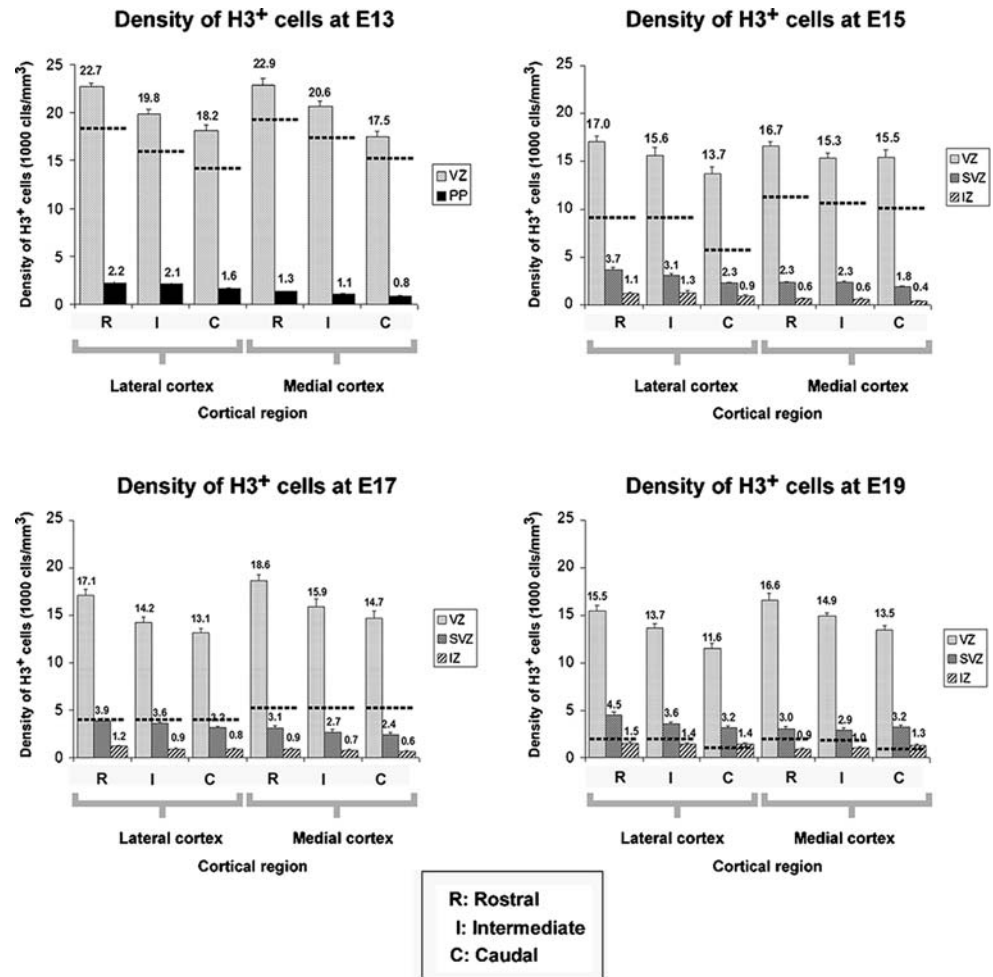 Density of H3+ cells at E13
Density of H3+ cells (1000 clls/mm3)
25
20
15
10
5
0
22.7
19.8
18.2
22.9
20.6
17.5
2.2
2.1
1.6
1.3
1.1
0.8
VZ
PP
R I C R I C
Lateral cortex Medial cortex
Cortical region
Density of H3+ cells at E15
Density of H3+ cells (1000 clls/mm3)
25
20
15
10
5
0
17.0
15.6
13.7
16.7
15.3
15.5
3.7
1.1
3.1
1.3
2.3
0.9
2.3
0.6
2.3
0.6
1.8
0.4
VZ
SVZ
IZ
R I C R I C
Lateral cortex Medial cortex
Cortical region
Density of H3+ cells at E17
Density of H3+ cells (1000 clls/mm3)
25
20
15
10
5
0
17.1
14.2
13.1
18.6
15.9
14.7
3.9
1.2
3.6
0.9
0.8
3.1
0.9
2.7
0.7
2.4
0.6
VZ
SVZ
IZ
R I C R I C
Lateral cortex Medial cortex
Cortical region
Density of H3+ cells at E19
Density of H3+ cells (1000 clls/mm3)
25
20
15
10
5
0
15.5
13.7
11.6
16.6
14.9
13.5
4.5
1.5
3.6
1.4
3.2
1.4
3.0
0.9
2.9
1.0
3.2
1.3
VZ
SVZ
IZ
R I C R I C
Lateral cortex Medial cortex
Cortical region
R: Rostral
I: Intermediate
C: Caudal